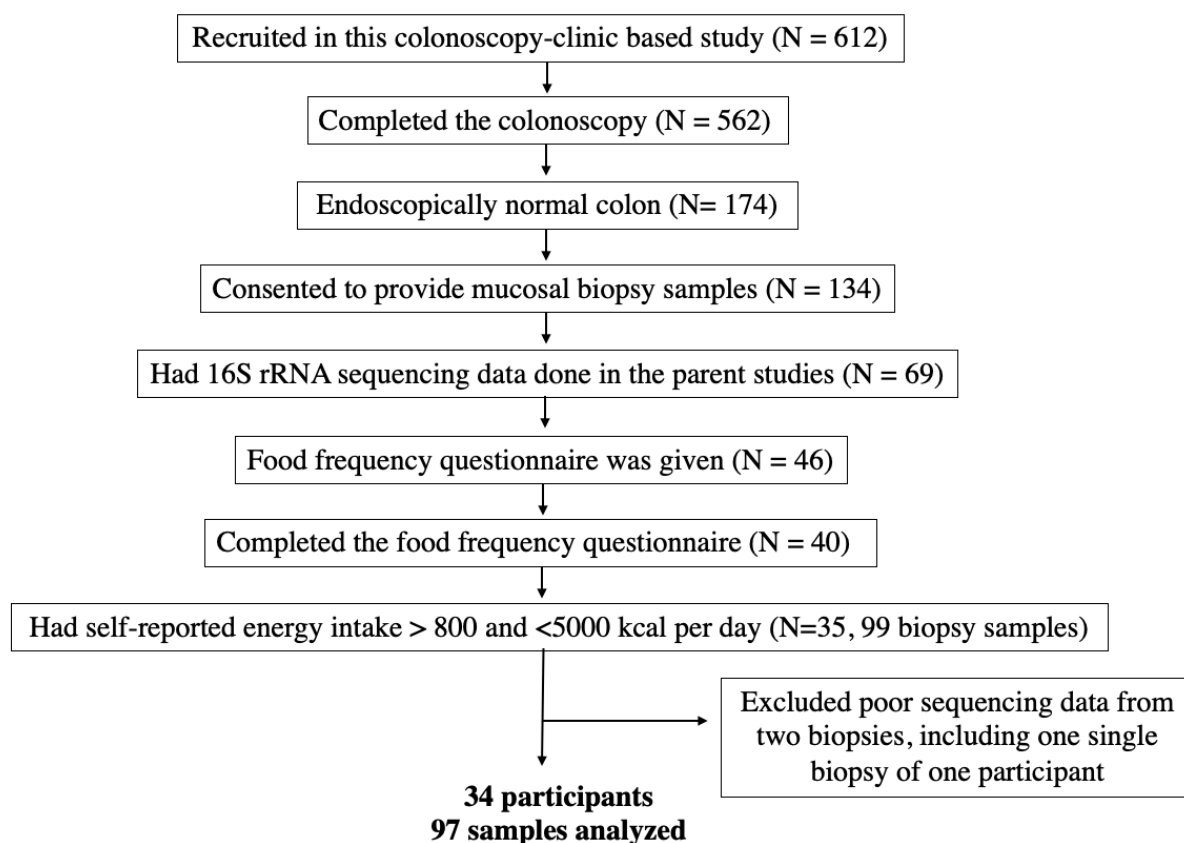 Recruited in this colonoscopy-clinic based study (N = 612)
Completed the colonoscopy (N = 562)
Endoscopically normal colon (N= 174)
Consented to provide mucosal biopsy samples (N = 134)
Had 16S rRNA sequencing data done in the parent studies (N = 69)
Food frequency questionnaire was given (N = 46)
Completed the food frequency questionnaire (N = 40)
Had self-reported energy intake > 800 and <5000 kcal per day (N=35, 99 biopsy samples)
Excluded poor sequencing data from
two biopsies, including one single
biopsy of one participant
34 participants
97 samples analyzed